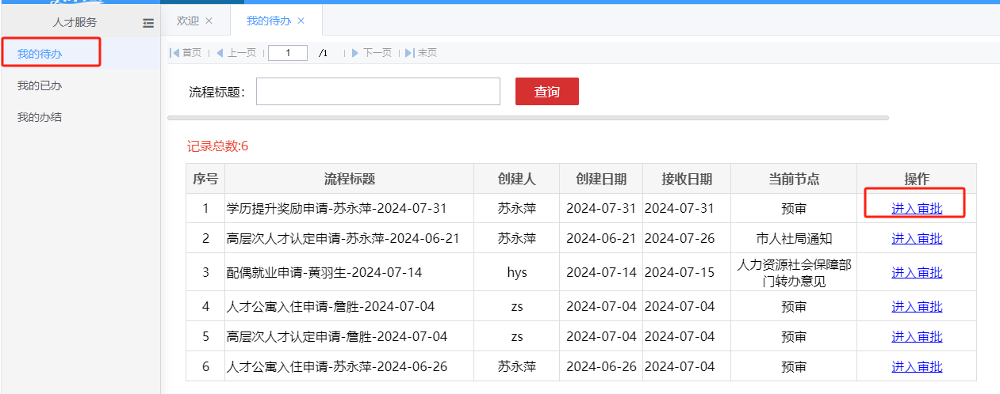 人才服务
欢迎 ×
我的待办 ×
我的待办
我的已办
我的办结
首页 | 上一页 | 1 /1 | 下一页 | 末页
流程标题: 查询
记录总数:6
序号 流程标题 创建人 创建日期 接收日期 当前节点 操作
1 学历提升奖励申请-苏永萍-2024-07-31 苏永萍 2024-07-31 2024-07-31 预审 进入审批
2 高层次人才认定申请-苏永萍-2024-06-21 苏永萍 2024-06-21 2024-07-26 市人社局通知 进入审批
3 配偶就业申请-黄羽生-2024-07-14 hys 2024-07-14 2024-07-15 人力资源社会保障部 进入审批
门转办意见
4 人才公寓入住申请-詹胜-2024-07-04 zs 2024-07-04 2024-07-04 预审 进入审批
5 高层次人才认定申请-詹胜-2024-07-04 zs 2024-07-04 2024-07-04 预审 进入审批
6 人才公寓入住申请-苏永萍-2024-06-26 苏永萍 2024-06-26 2024-07-04 预审 进入审批